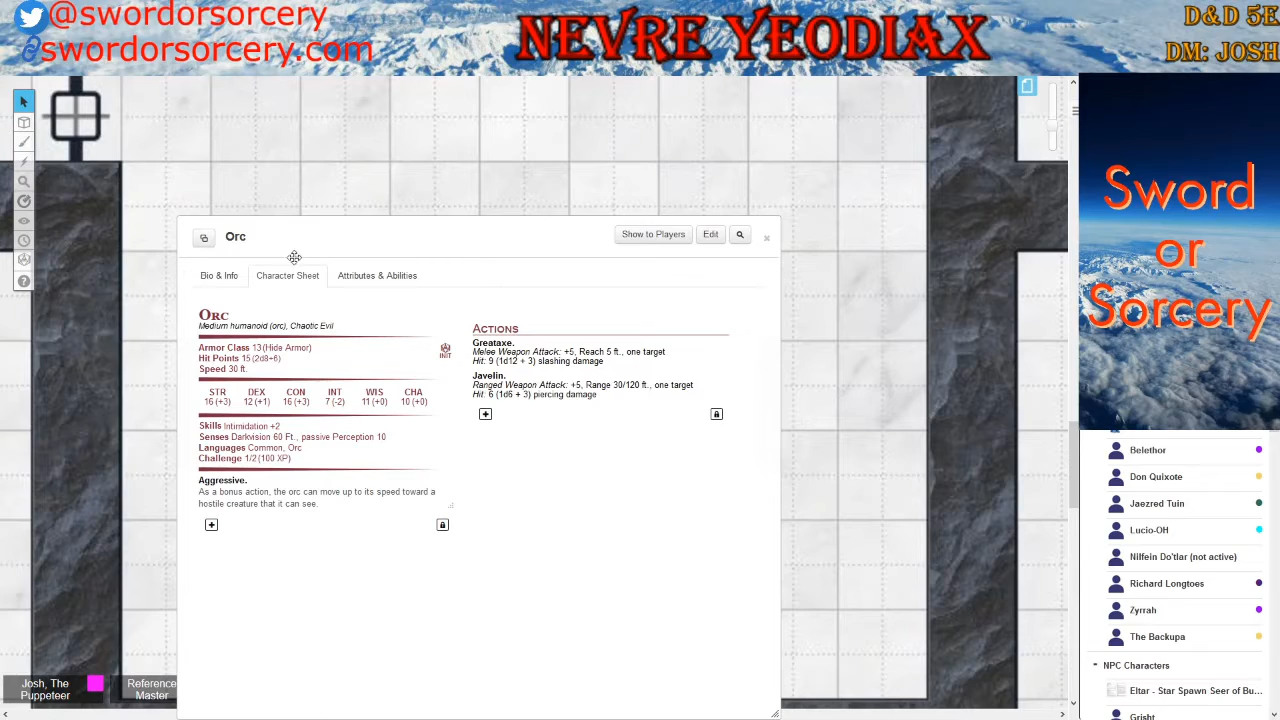 @swordorsorcery
swordorsorcery.com
NEVRE YEODIAX
D&D 5E
DM: JOSH
Sword
or
Sorcery
Orc
Show to Players
Edit
Bio & Info
Character Sheet
Attributes & Abilities
Orc
Medium humanoid (orc), Chaotic Evil
Armor Class 13 (Hide Armor)
Hit Points 15 (2d8+6)
Speed 30 ft.
INIT
STR DEX CON INT WIS CHA
16 (+3) 12 (+1) 16 (+3) 7 (-2) 11 (+0) 10 (+0)
Skills Intimidation +2
Senses Darkvision 60 Ft., passive Perception 10
Languages Common, Orc
Challenge 1/2 (100 XP)
Aggressive.
As a bonus action, the orc can move up to its speed toward a
hostile creature that it can see.
Actions
Greataxe.
Melee Weapon Attack: +5, Reach 5 ft., one target
Hit: 9 (1d12 + 3) slashing damage
Javelin.
Ranged Weapon Attack: +5, Range 30/120 ft., one target
Hit: 6 (1d6 + 3) piercing damage
Josh, The
Puppeteer
Reference
Master
Belethor
Don Quixote
Jaezred Tuin
Lucio-OH
Nilfein Do'tlar (not active)
Richard Longtoes
Zyrrah
The Backupa
NPC Characters
Eltar - Star Spawn Seer of Bu...
Grisht